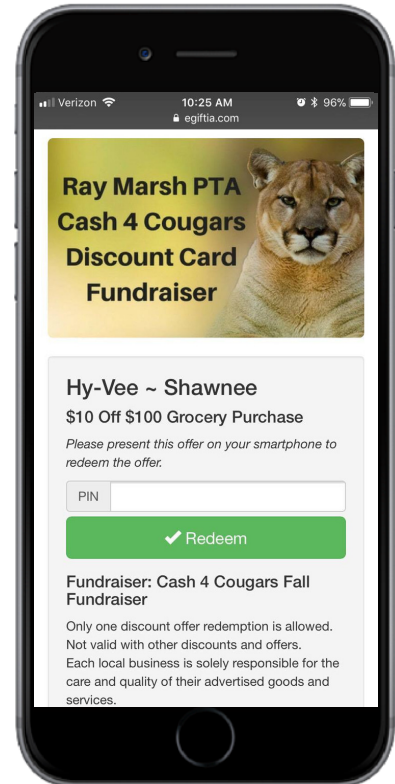 Verizon 10:25 AM 96%
egiftia.com
Ray Marsh PTA
Cash 4 Cougars
Discount Card
Fundraiser
Hy-Vee ~ Shawnee
$10 Off $100 Grocery Purchase
Please present this offer on your smartphone to
redeem the offer.
PIN
Redeem
Fundraiser: Cash 4 Cougars Fall
Fundraiser
Only one discount offer redemption is allowed.
Not valid with other discounts and offers.
Each local business is solely responsible for the
care and quality of their advertised goods and
services.